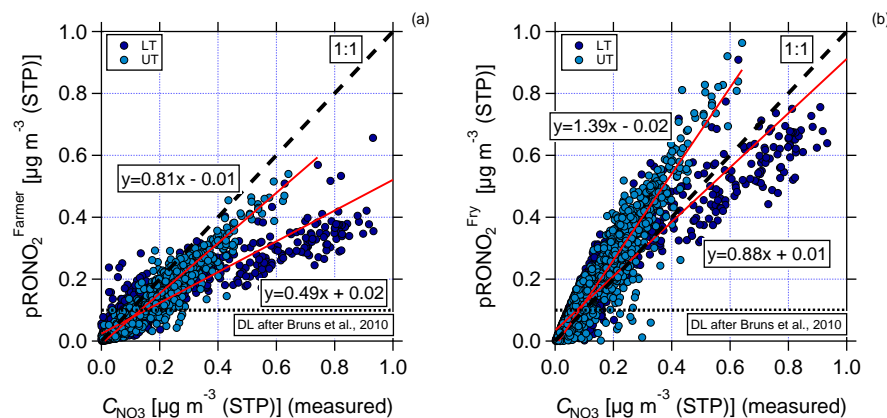 (a)
1.0
0.8
0.6
0.4
0.2
0.0
pRONO2^Farmer [µg m-3 (STP)]
LT
UT
1:1
y=0.81x - 0.01
y=0.49x + 0.02
DL after Bruns et al., 2010
0.0 0.2 0.4 0.6 0.8 1.0
CNO3 [µg m-3 (STP)] (measured)
(b)
1.0
0.8
0.6
0.4
0.2
0.0
pRONO2^Fry [µg m-3 (STP)]
LT
UT
1:1
y=1.39x - 0.02
y=0.88x + 0.01
DL after Bruns et al., 2010
0.0 0.2 0.4 0.6 0.8 1.0
CNO3 [µg m-3 (STP)] (measured)